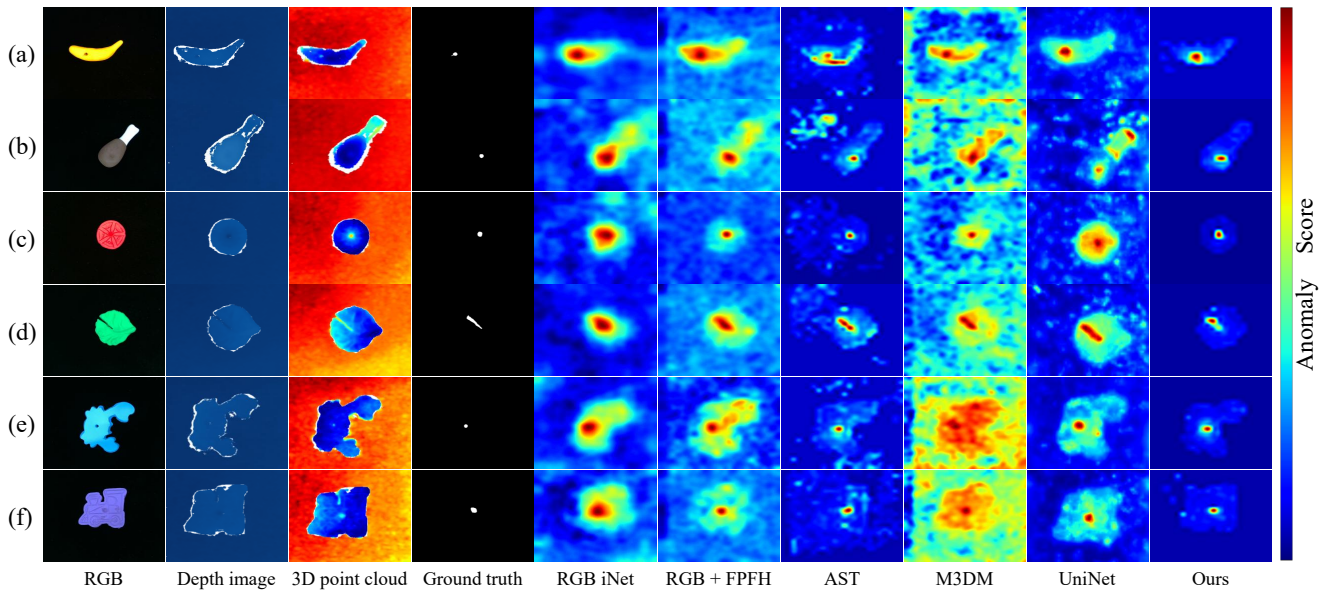 (a)
(b)
(c)
(d)
(e)
(f)
Anomaly Score
RGB
Depth image
3D point cloud
Ground truth
RGB iNet
RGB + FPFH
AST
M3DM
UniNet
Ours